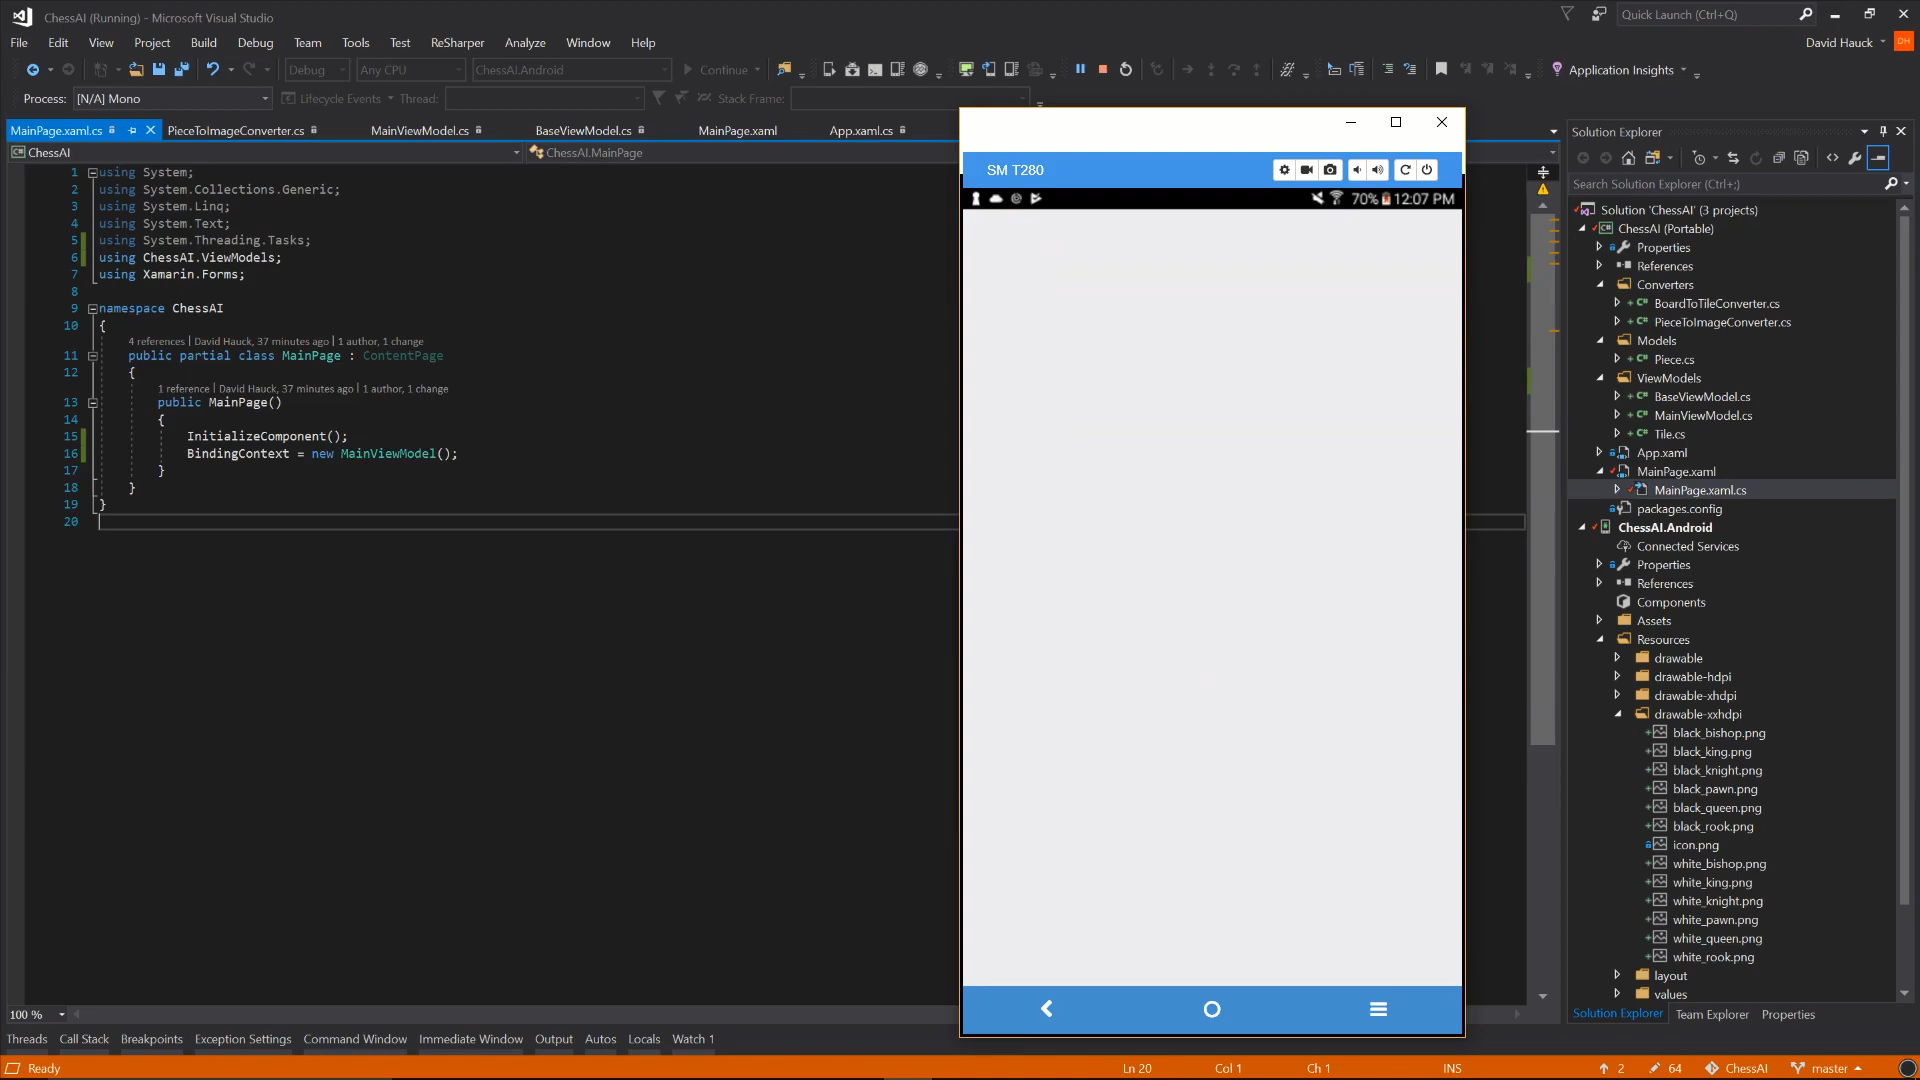 ChessAI (Running) - Microsoft Visual Studio
Quick Launch (Ctrl+Q)
File Edit View Project Build Debug Team Tools Test ReSharper Analyze Window Help
David Hauck DH
Debug Any CPU ChessAI.Android Continue Application Insights
Process: [N/A] Mono Lifecycle Events Thread: Stack Frame:
MainPage.xaml.cs PieceToImageConverter.cs MainViewModel.cs BaseViewModel.cs MainPage.xaml App.xaml.cs
ChessAI ChessAI.MainPage
1 using System;
2 using System.Collections.Generic;
3 using System.Linq;
4 using System.Text;
5 using System.Threading.Tasks;
6 using ChessAI.ViewModels;
7 using Xamarin.Forms;
8
9 namespace ChessAI
10 {
4 references | David Hauck, 37 minutes ago | 1 author, 1 change
11 public partial class MainPage : ContentPage
12 {
1 reference | David Hauck, 37 minutes ago | 1 author, 1 change
13 public MainPage()
14 {
15 InitializeComponent();
16 BindingContext = new MainViewModel();
17 }
18 }
19 }
20
100 %
SM T280
70% 12:07 PM
Solution Explorer
Search Solution Explorer (Ctrl+;)
Solution 'ChessAI' (3 projects)
ChessAI (Portable)
Properties
References
Converters
BoardToTileConverter.cs
PieceToImageConverter.cs
Models
Piece.cs
ViewModels
BaseViewModel.cs
MainViewModel.cs
Tile.cs
App.xaml
MainPage.xaml
MainPage.xaml.cs
packages.config
ChessAI.Android
Connected Services
Properties
References
Components
Assets
Resources
drawable
drawable-hdpi
drawable-xhdpi
drawable-xxhdpi
black_bishop.png
black_king.png
black_knight.png
black_pawn.png
black_queen.png
black_rook.png
icon.png
white_bishop.png
white_king.png
white_knight.png
white_pawn.png
white_queen.png
white_rook.png
layout
values
Solution Explorer Team Explorer Properties
Threads Call Stack Breakpoints Exception Settings Command Window Immediate Window Output Autos Locals Watch 1
Ready Ln 20 Col 1 Ch 1 INS 2 64 ChessAI master